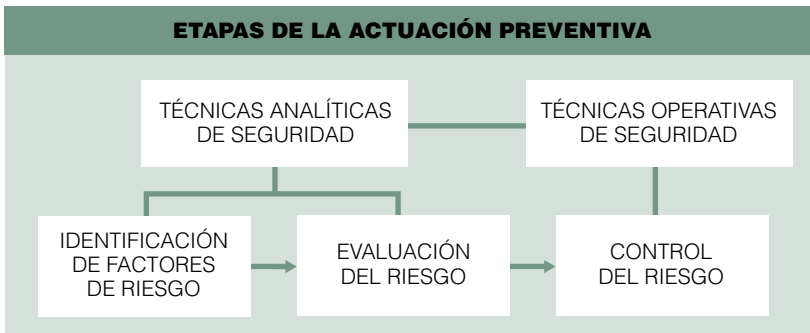 ETAPAS DE LA ACTUACIÓN PREVENTIVA
TÉCNICAS ANALÍTICAS
DE SEGURIDAD
TÉCNICAS OPERATIVAS
DE SEGURIDAD
IDENTIFICACIÓN
DE FACTORES
DE RIESGO
EVALUACIÓN
DEL RIESGO
CONTROL
DEL RIESGO